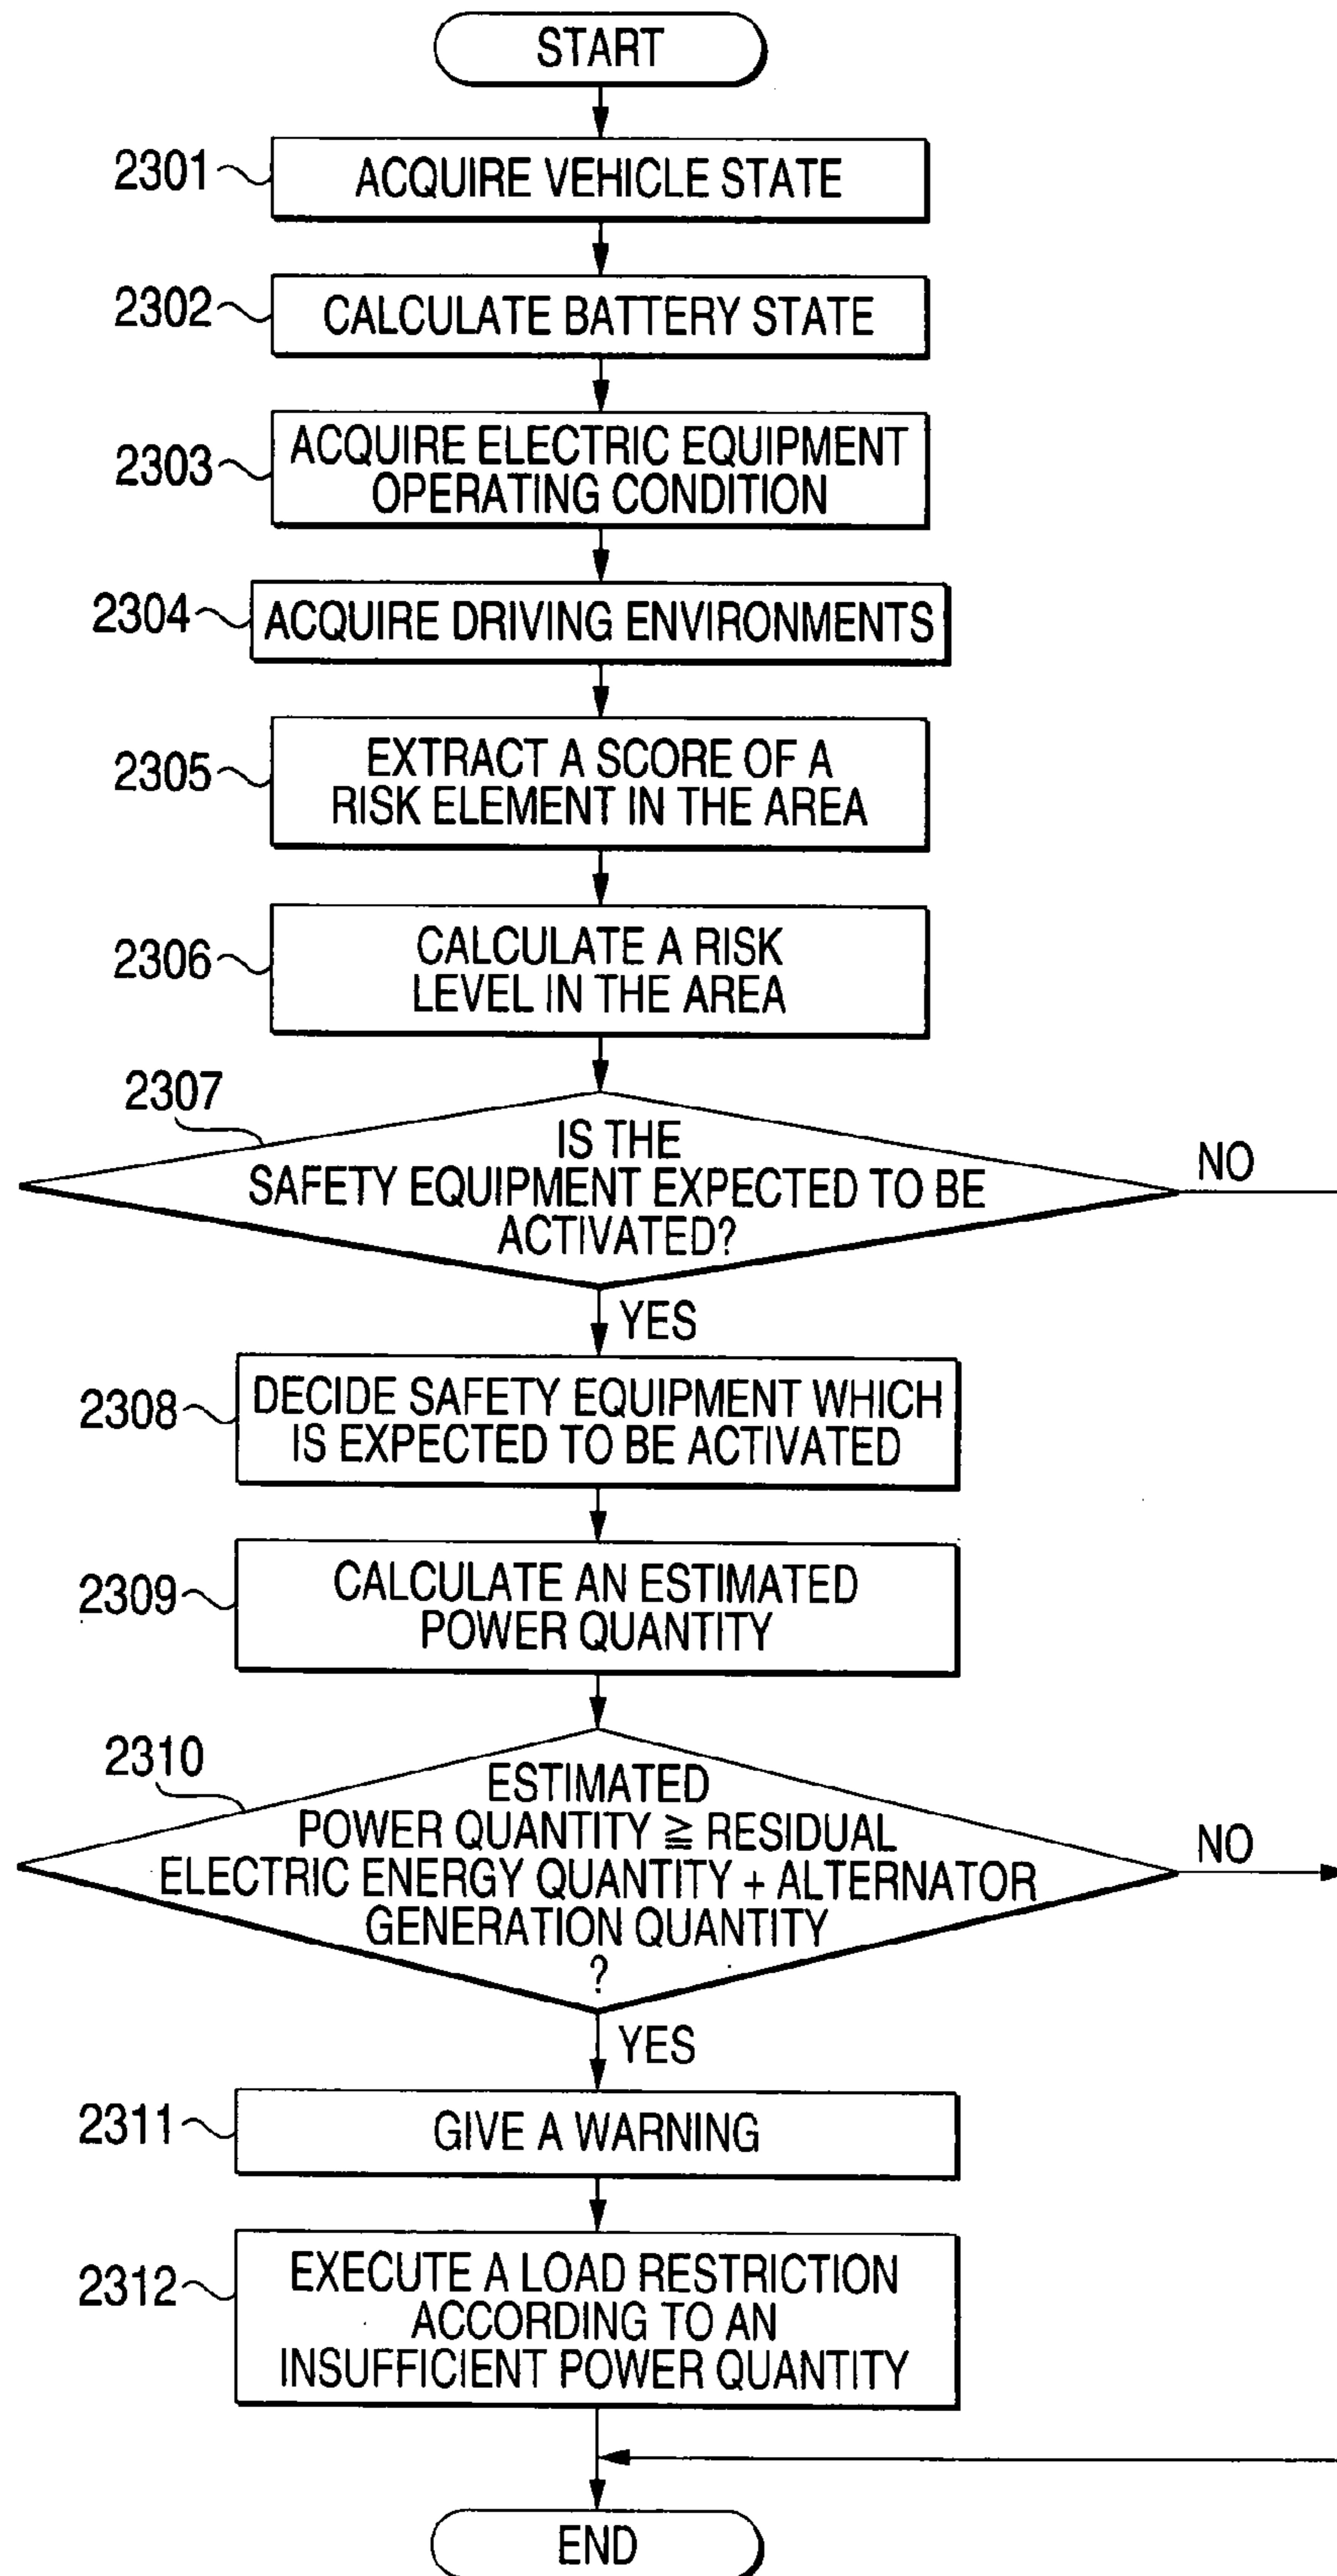 START
2301
ACQUIRE VEHICLE STATE
2302
CALCULATE BATTERY STATE
2303
ACQUIRE ELECTRIC EQUIPMENT
OPERATING CONDITION
2304
ACQUIRE DRIVING ENVIRONMENTS
2305
EXTRACT A SCORE OF A
RISK ELEMENT IN THE AREA
2306
CALCULATE A RISK
LEVEL IN THE AREA
2307
IS THE
SAFETY EQUIPMENT EXPECTED TO BE
ACTIVATED?
NO
YES
2308
DECIDE SAFETY EQUIPMENT WHICH
IS EXPECTED TO BE ACTIVATED
2309
CALCULATE AN ESTIMATED
POWER QUANTITY
2310
ESTIMATED
POWER QUANTITY ≧ RESIDUAL
ELECTRIC ENERGY QUANTITY + ALTERNATOR
GENERATION QUANTITY
?
NO
YES
2311
GIVE A WARNING
2312
EXECUTE A LOAD RESTRICTION
ACCORDING TO AN
INSUFFICIENT POWER QUANTITY
END